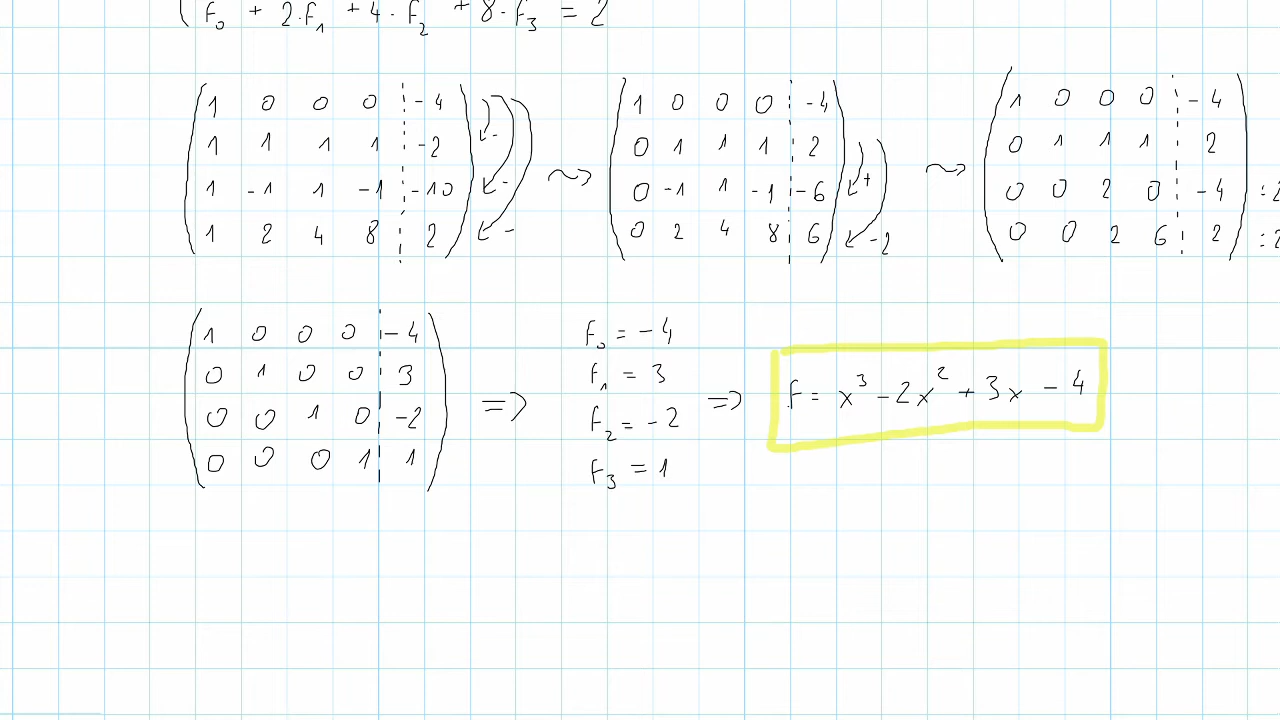 ( f₀ + 2·f₁ + 4·f₂ + 8·f₃ = 2
1 0 0 0 ¦ -4
1 1 1 1 ¦ -2 -
1 -1 1 -1 ¦ -10 -
1 2 4 8 ¦ 2 -
~>
1 0 0 0 ¦ -4
0 1 1 1 ¦ 2
0 -1 1 -1 ¦ -6 +
0 2 4 8 ¦ 6 -2
~>
1 0 0 0 ¦ -4
0 1 1 1 ¦ 2
0 0 2 0 ¦ -4 :2
0 0 2 6 ¦ 2 :2
1 0 0 0 ¦ -4
0 1 0 0 ¦ 3
0 0 1 0 ¦ -2
0 0 0 1 ¦ 1
=>
f₀ = -4
f₁ = 3
f₂ = -2
f₃ = 1
=>
f = x³ - 2x² + 3x - 4